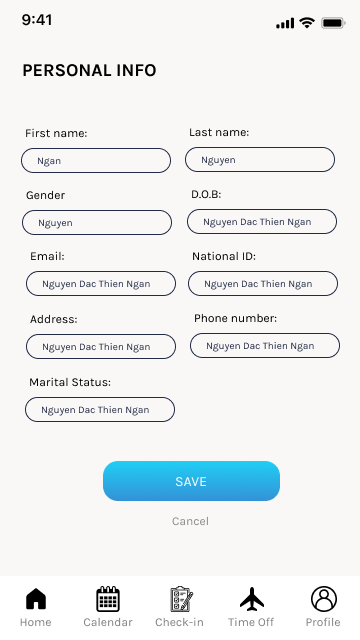 9:41
PERSONAL INFO
First name:
Last name:
Ngan
Nguyen
Gender
D.O.B:
Nguyen
Nguyen Dac Thien Ngan
Email:
National ID:
Nguyen Dac Thien Ngan
Nguyen Dac Thien Ngan
Address:
Phone number:
Nguyen Dac Thien Ngan
Nguyen Dac Thien Ngan
Marital Status:
Nguyen Dac Thien Ngan
SAVE
Cancel
Home
Calendar
Check-in
Time Off
Profile